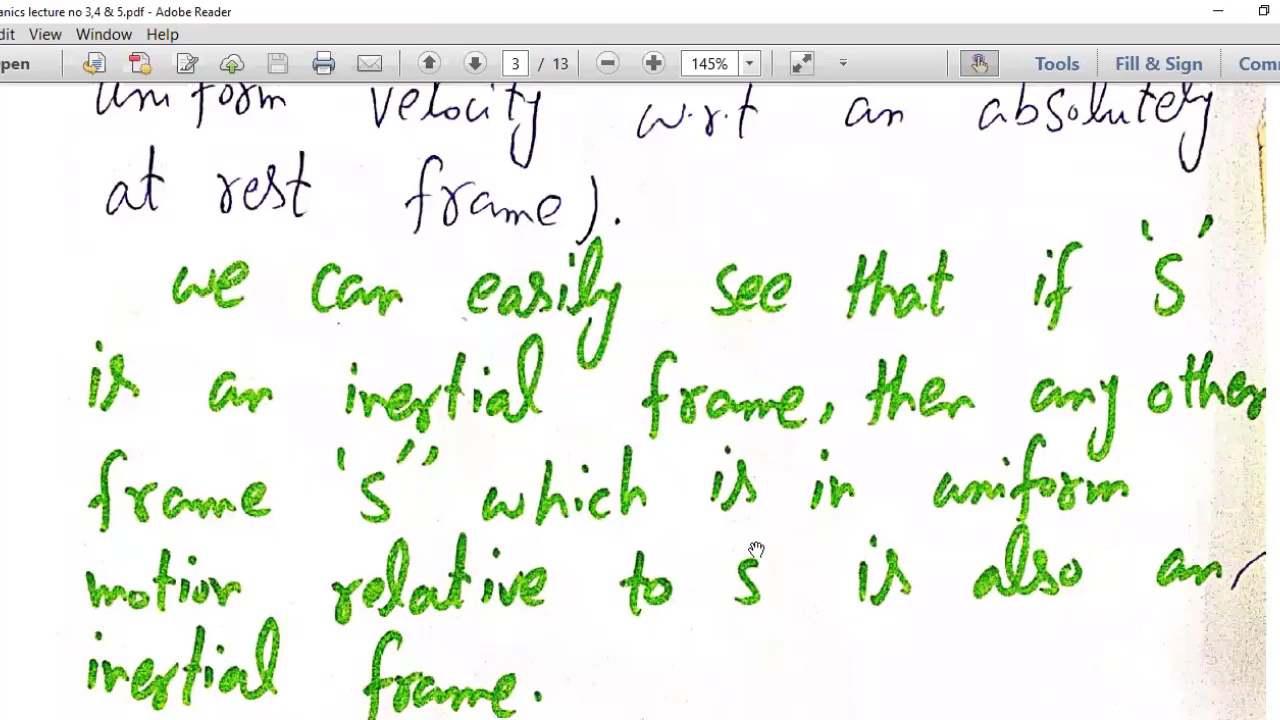 anics lecture no 3,4 & 5.pdf - Adobe Reader
dit View Window Help
pen 3 / 13 145% Tools Fill & Sign Com
uniform velocity w.r.t an absolutely
at rest frame).
we can easily see that if 's'
is an inertial frame, then any other
frame 's'' which is in uniform
motion relative to s is also an
inertial frame.